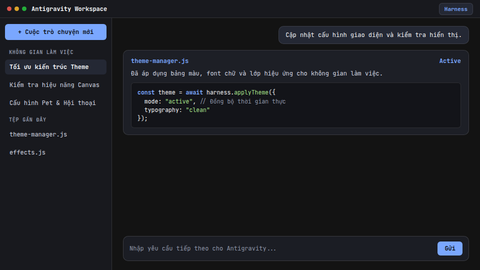 Antigravity Workspace
Harness
+ Cuộc trò chuyện mới
KHÔNG GIAN LÀM VIỆC
Tối ưu kiến trúc Theme
Kiểm tra hiệu năng Canvas
Cấu hình Pet & Hội thoại
TỆP GẦN ĐÂY
theme-manager.js
effects.js
Cập nhật cấu hình giao diện và kiểm tra hiển thị.
theme-manager.js
Active
Đã áp dụng bảng màu, font chữ và lớp hiệu ứng cho không gian làm việc.
const theme = await harness.applyTheme({
mode: "active", // Đồng bộ thời gian thực
typography: "clean"
});
Nhập yêu cầu tiếp theo cho Antigravity...
Gửi